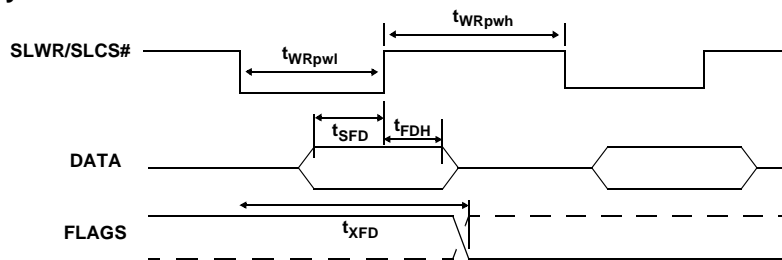 tWRpwh
SLWR/SLCS#
tWRpwl
tSFD
tFDH
DATA
FLAGS
tXFD